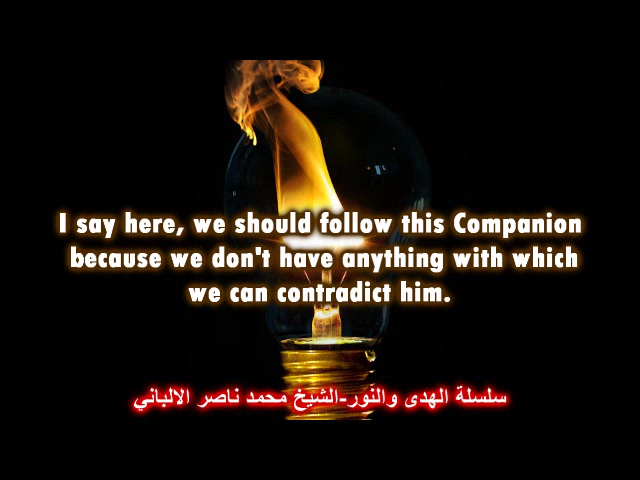 I say here, we should follow this Companion
because we don't have anything with which
we can contradict him.
سلسلة الهدى والنور-الشيخ محمد ناصر الالباني